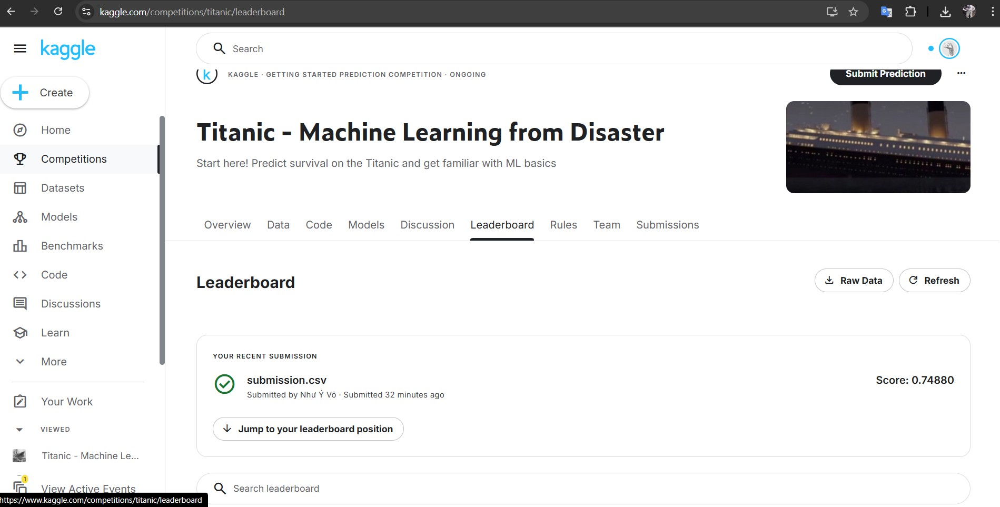 kaggle.com/competitions/titanic/leaderboard
kaggle
Search
Create
k
KAGGLE · GETTING STARTED PREDICTION COMPETITION · ONGOING
Submit Prediction
Home
Competitions
Datasets
Models
Benchmarks
Code
Discussions
Learn
More
Your Work
VIEWED
Titanic - Machine Le...
1
View Active Events
https://www.kaggle.com/competitions/titanic/leaderboard
Titanic - Machine Learning from Disaster
Start here! Predict survival on the Titanic and get familiar with ML basics
Overview Data Code Models Discussion Leaderboard Rules Team Submissions
Leaderboard
Raw Data
Refresh
YOUR RECENT SUBMISSION
submission.csv
Score: 0.74880
Submitted by Như Ý Võ · Submitted 32 minutes ago
Jump to your leaderboard position
Search leaderboard